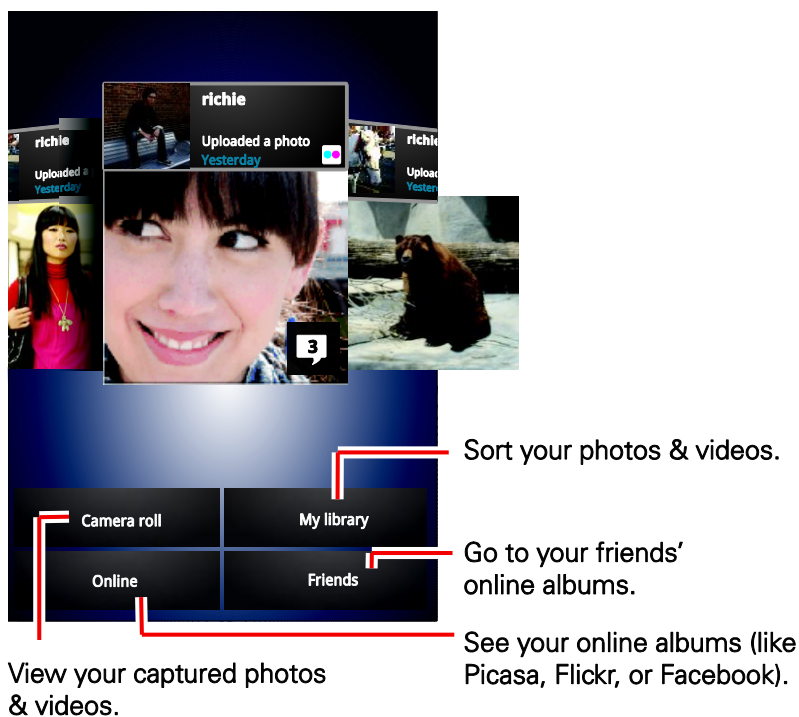 richie
Uploaded a photo
Yesterday
richie
Uploaded a
Yesterday
richie
Upload
Yester
3
Camera roll
My library
Online
Friends
Sort your photos & videos.
Go to your friends’
online albums.
See your online albums (like
Picasa, Flickr, or Facebook).
View your captured photos
& videos.